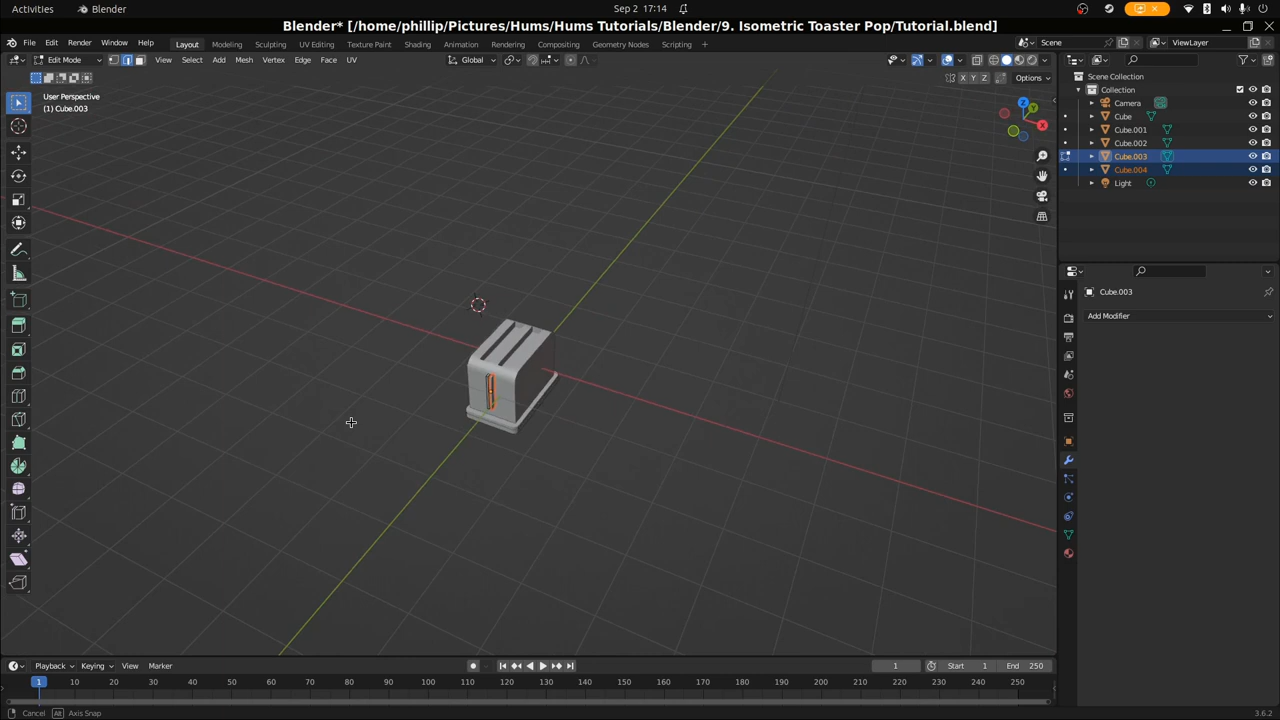 Activities
Blender
Sep 2 17:14
Blender* [/home/phillip/Pictures/Hums/Hums Tutorials/Blender/9. Isometric Toaster Pop/Tutorial.blend]
File Edit Render Window Help
Layout Modeling Sculpting UV Editing Texture Paint Shading Animation Rendering Compositing Geometry Nodes Scripting +
Scene
ViewLayer
Edit Mode
View Select Add Mesh Vertex Edge Face UV
Global
X Y Z
Options
User Perspective
(1) Cube.003
Z
Y
X
Scene Collection
Collection
Camera
Cube
Cube.001
Cube.002
Cube.003
Cube.004
Light
Cube.003
Add Modifier
Playback Keying View Marker
1
Start 1
End 250
1 10 20 30 40 50 60 70 80 90 100 110 120 130 140 150 160 170 180 190 200 210 220 230 240 250
Cancel Alt Axis Snap
3.6.2